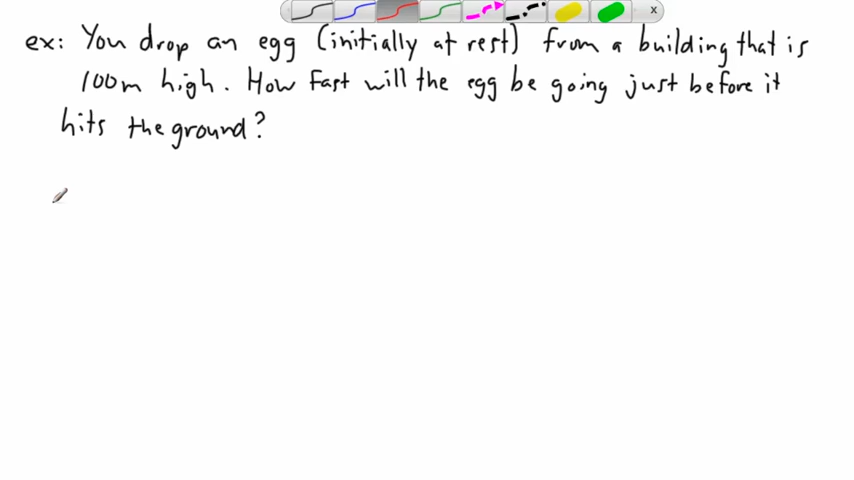 ex: You drop an egg (initially at rest) from a building that is
100m high. How fast will the egg be going just before it
hits the ground?